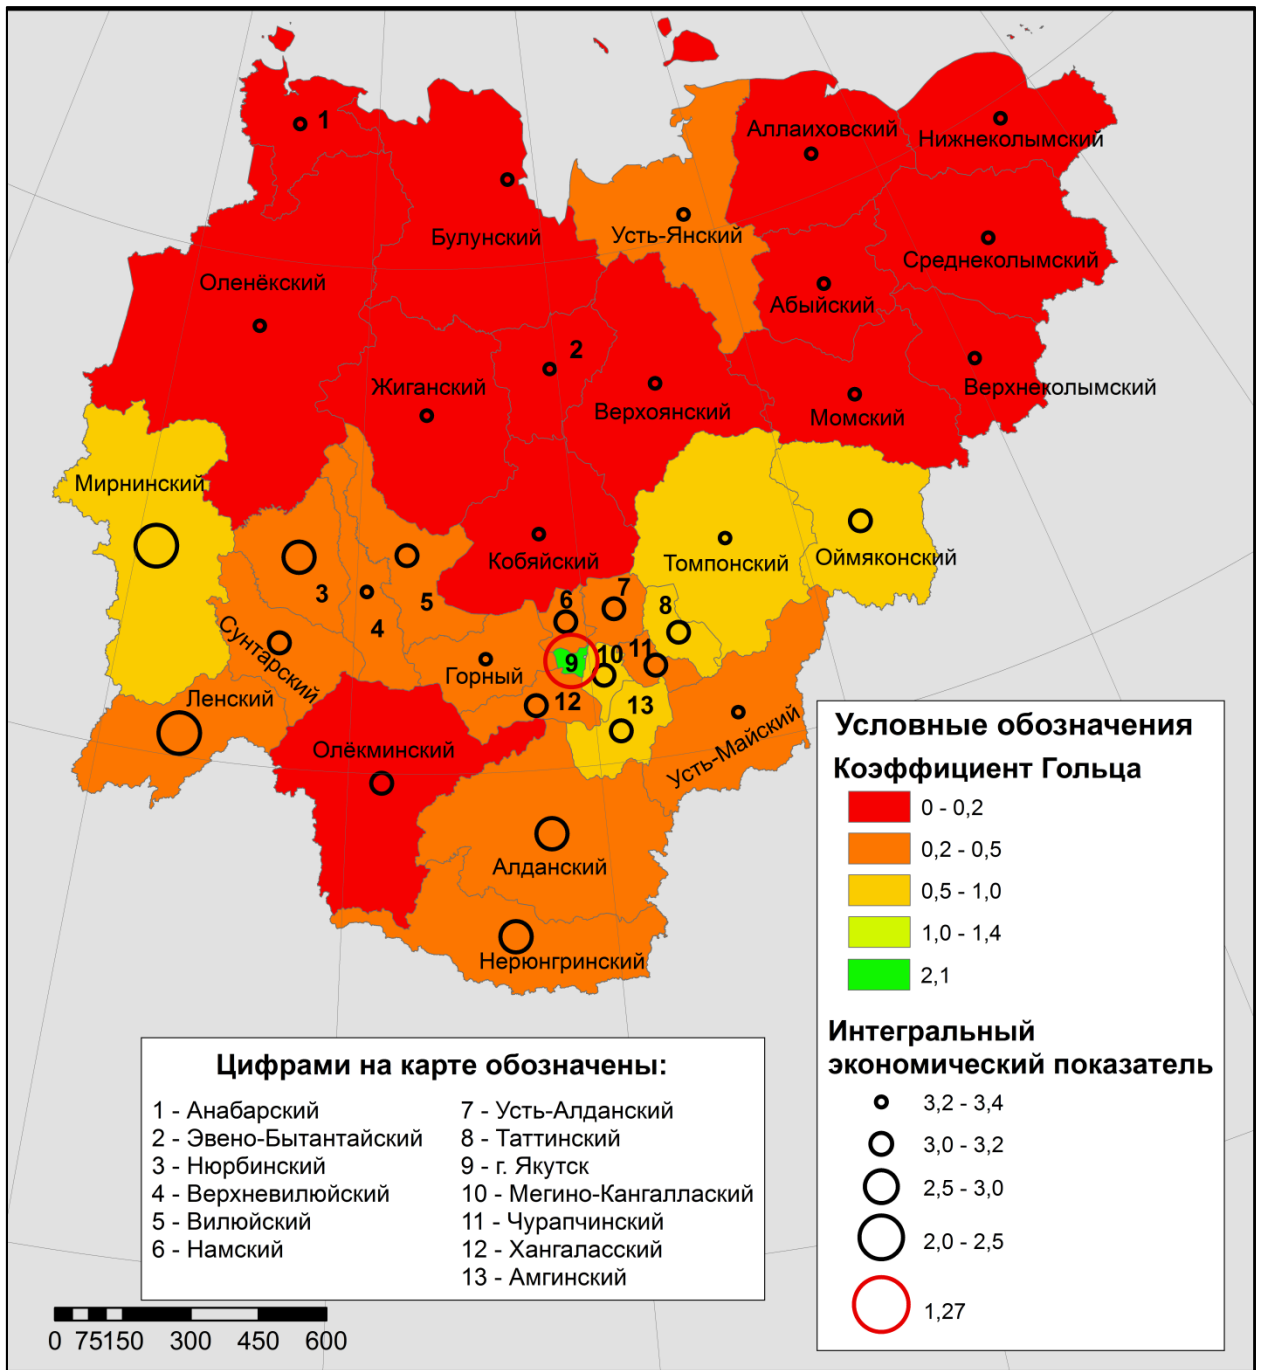 1
Аллаиховский
Нижнеколымский
Булунский
Усть-Янский
Среднеколымский
Оленёкский
Абыйский
2
Жиганский
Верхоянский
Момский
Верхнеколымский
Мирнинский
Кобяйский
Томпонский
Оймяконский
3
4
5
6
7
8
Сунтарский
Горный
9
10
11
Ленский
12
13
Олёкминский
Усть-Майский
Алданский
Нерюнгринский
Условные обозначения
Коэффициент Гольца
0 - 0,2
0,2 - 0,5
0,5 - 1,0
1,0 - 1,4
2,1
Интегральный
экономический показатель
3,2 - 3,4
3,0 - 3,2
2,5 - 3,0
2,0 - 2,5
1,27
Цифрами на карте обозначены:
1 - Анабарский
2 - Эвено-Бытантайский
3 - Нюрбинский
4 - Верхневилюйский
5 - Вилюйский
6 - Намский
7 - Усть-Алданский
8 - Таттинский
9 - г. Якутск
10 - Мегино-Кангаллаский
11 - Чурапчинский
12 - Хангаласский
13 - Амгинский
0 75 150 300 450 600